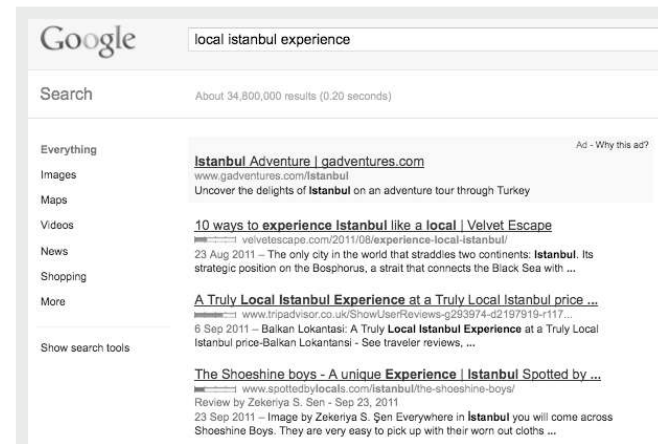 Google
local istanbul experience
Search
About 34,800,000 results (0.20 seconds)
Everything
Images
Maps
Videos
News
Shopping
More
Show search tools
Ad - Why this ad?
Istanbul Adventure | gadventures.com
www.gadventures.com/Istanbul
Uncover the delights of Istanbul on an adventure tour through Turkey
10 ways to experience Istanbul like a local | Velvet Escape
velvetescape.com/2011/08/experience-local-istanbul/
23 Aug 2011 – The only city in the world that straddles two continents: Istanbul. Its
strategic position on the Bosphorus, a strait that connects the Black Sea with ...
A Truly Local Istanbul Experience at a Truly Local Istanbul price ...
www.tripadvisor.co.uk/ShowUserReviews-g293974-d2197919-r117...
6 Sep 2011 – Balkan Lokantasi: A Truly Local Istanbul Experience at a Truly Local
Istanbul price-Balkan Lokantansi - See traveler reviews, ...
The Shoeshine boys - A unique Experience | Istanbul Spotted by ...
www.spottedbylocals.com/istanbul/the-shoeshine-boys/
Review by Zekeriya S. Sen - Sep 23, 2011
23 Sep 2011 – Image by Zekeriya S. Şen Everywhere in İstanbul you will come across
Shoeshine Boys. They are very easy to pick up with their worn out cloths ...